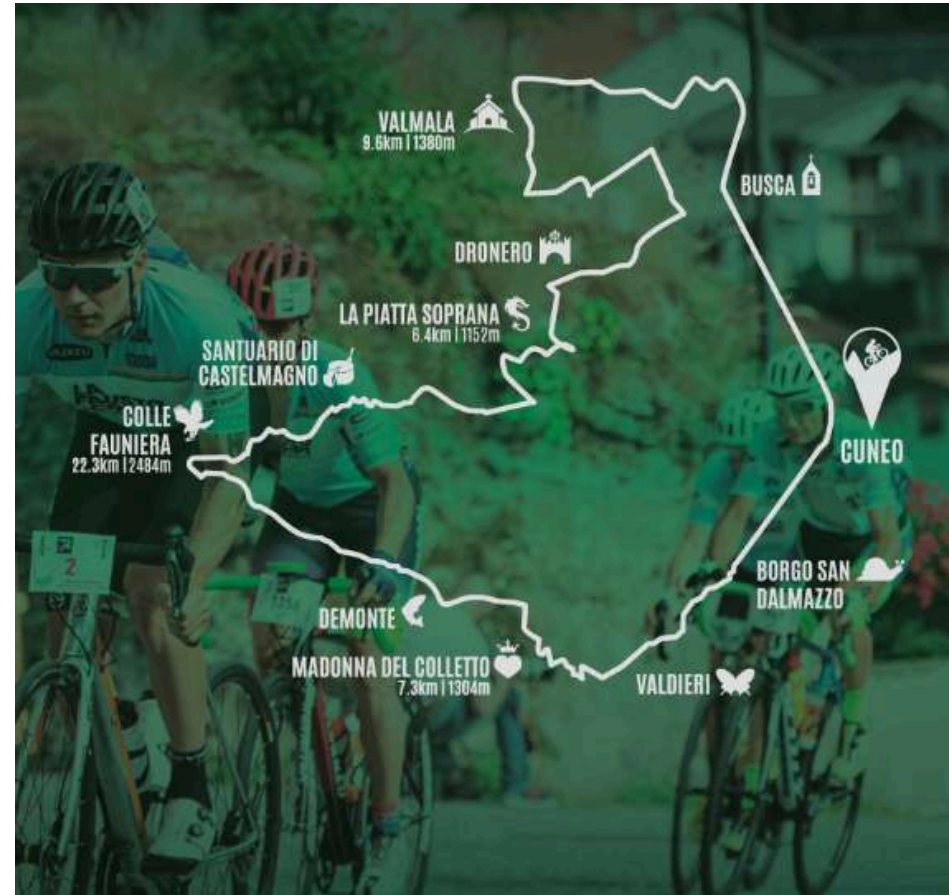 VALMALA
9.6km | 1380m
BUSCA
DRONERO
LA PIATTA SOPRANA
6.4km | 1152m
SANTUARIO DI
CASTELMAGNO
COLLE
FAUNIERA
22.3km | 2484m
CUNEO
BORGO SAN
DALMAZZO
DEMONTE
MADONNA DEL COLLETTO
7.3km | 1304m
VALDIERI
2